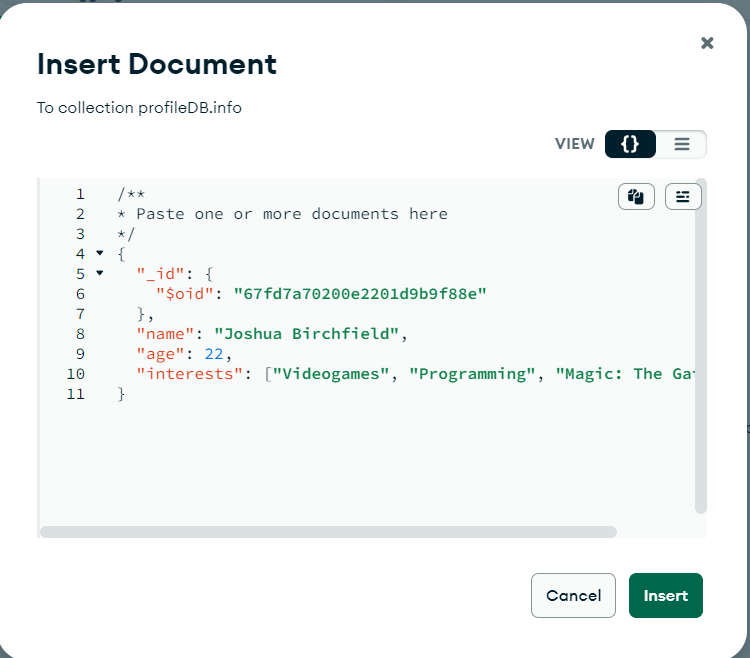 Insert Document
To collection profileDB.info
VIEW {}
1 /**
2 * Paste one or more documents here
3 */
4 {
5 "_id": {
6 "$oid": "67fd7a70200e2201d9b9f88e"
7 },
8 "name": "Joshua Birchfield",
9 "age": 22,
10 "interests": ["Videogames", "Programming", "Magic: The
11 }
Cancel Insert